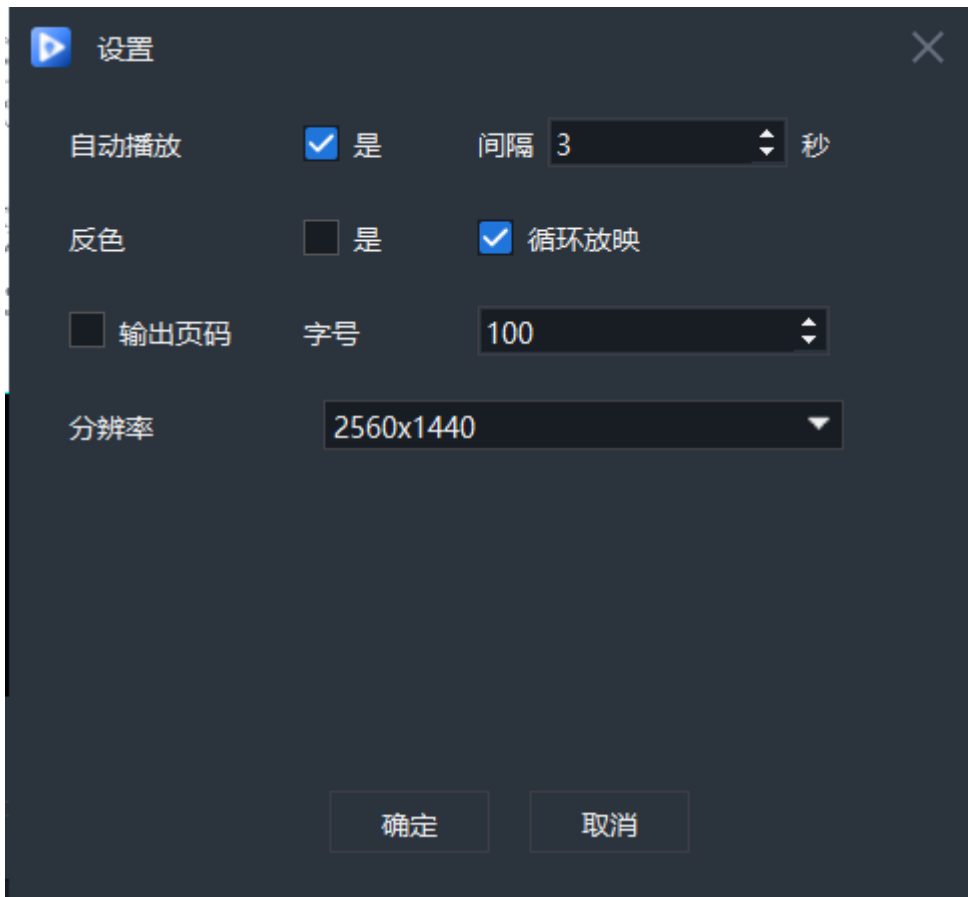 设置
自动播放 是 间隔 3 秒
反色 是 循环放映
输出页码 字号 100
分辨率 2560x1440
确定 取消